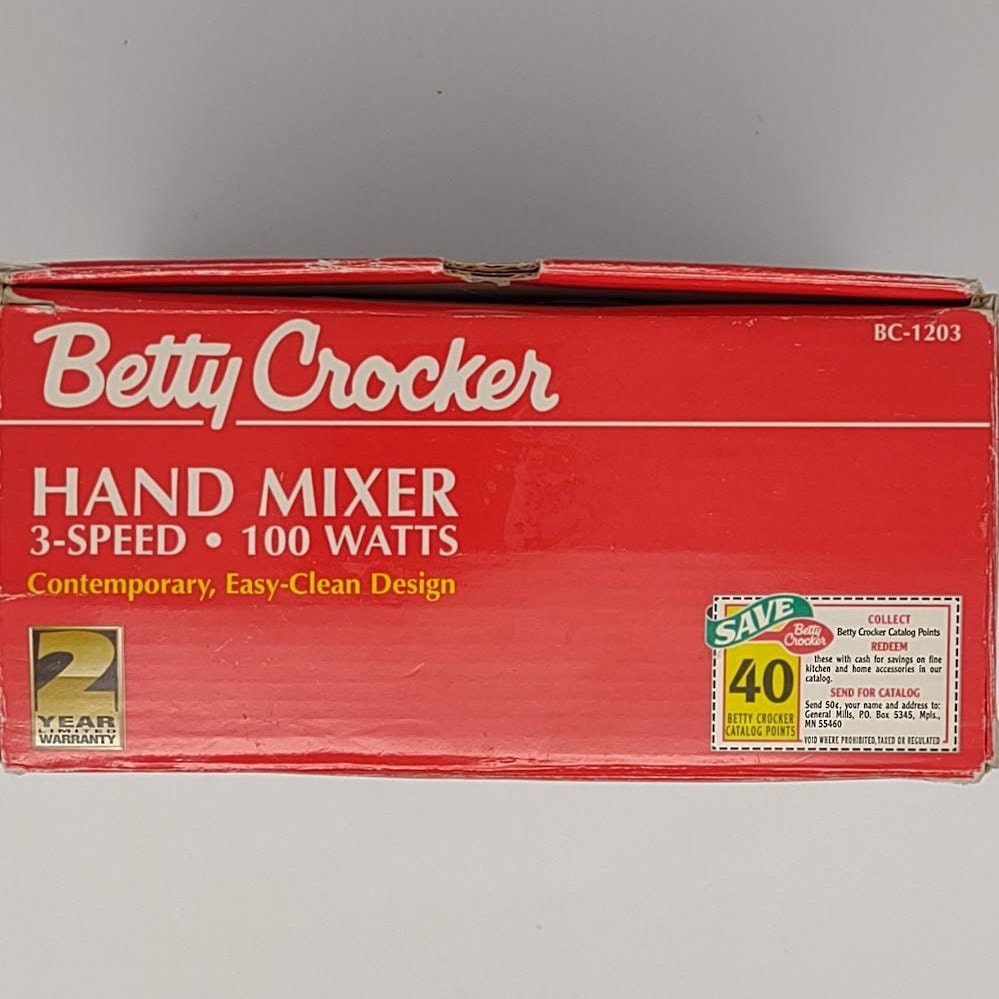 Betty Crocker
BC-1203
HAND MIXER
3-SPEED • 100 WATTS
Contemporary, Easy-Clean Design
2
YEAR
LIMITED
WARRANTY
SAVE
Betty
Crocker
40
BETTY CROCKER
CATALOG POINTS
COLLECT
Betty Crocker Catalog Points
REDEEM
these with cash for savings on fine
kitchen and home accessories in our
catalog.
SEND FOR CATALOG
Send 50¢, your name and address to:
General Mills, P.O. Box 5345, Mpls.,
MN 55460
VOID WHERE PROHIBITED, TAXED OR REGULATED